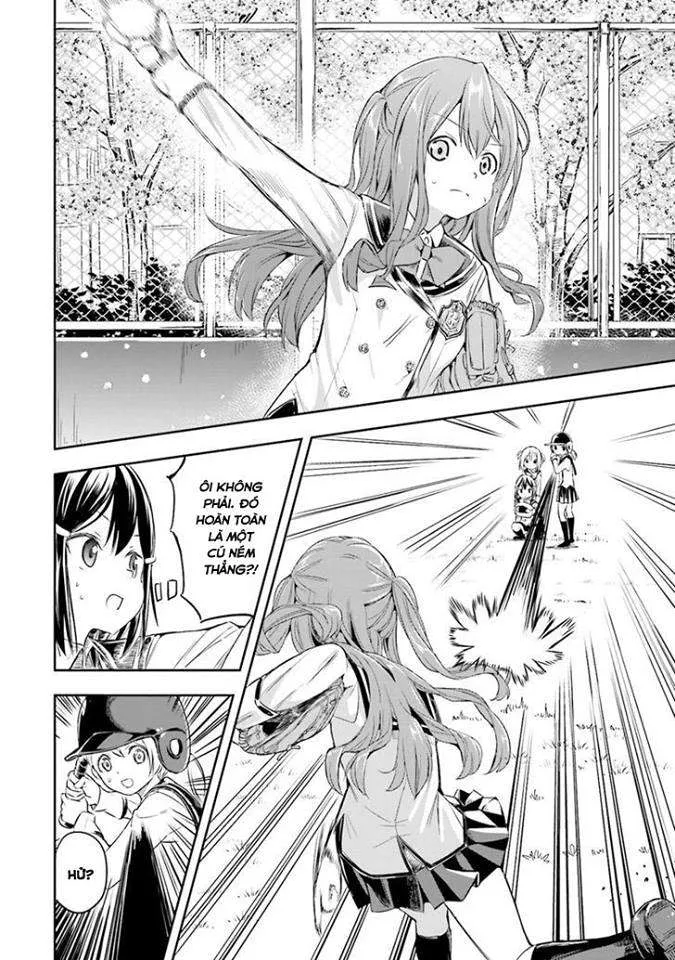 ÔI KHÔNG
PHẢI. ĐÓ
HOÀN TOÀN
LÀ MỘT
CÚ NÉM
THẲNG?!
HỬ?